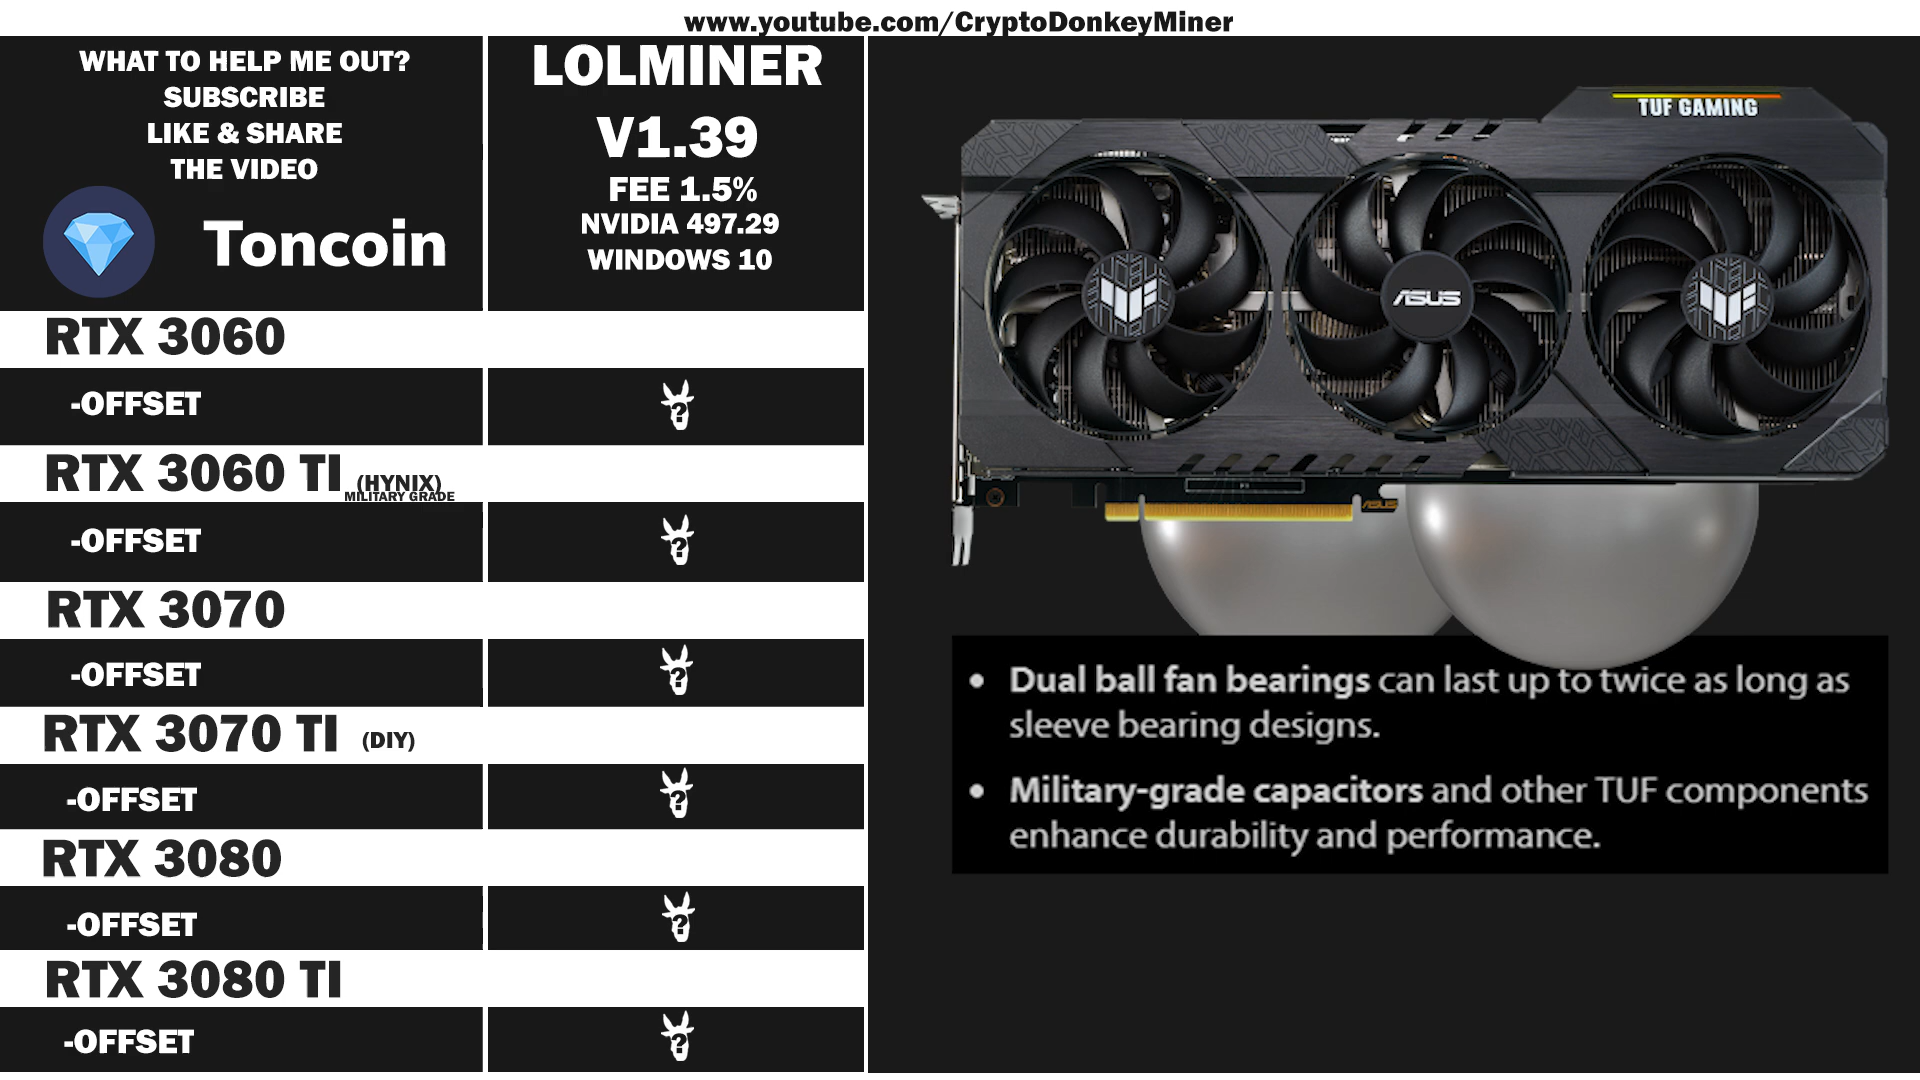 www.youtube.com/CryptoDonkeyMiner
WHAT TO HELP ME OUT?
SUBSCRIBE
LIKE & SHARE
THE VIDEO
Toncoin
LOLMINER
V1.39
FEE 1.5%
NVIDIA 497.29
WINDOWS 10
RTX 3060
-OFFSET
?
RTX 3060 TI (HYNIX)
MILITARY GRADE
-OFFSET
?
RTX 3070
-OFFSET
?
RTX 3070 TI (DIY)
-OFFSET
?
RTX 3080
-OFFSET
?
RTX 3080 TI
-OFFSET
?
TUF GAMING
ASUS
ASUS
• Dual ball fan bearings can last up to twice as long as
sleeve bearing designs.
• Military-grade capacitors and other TUF components
enhance durability and performance.